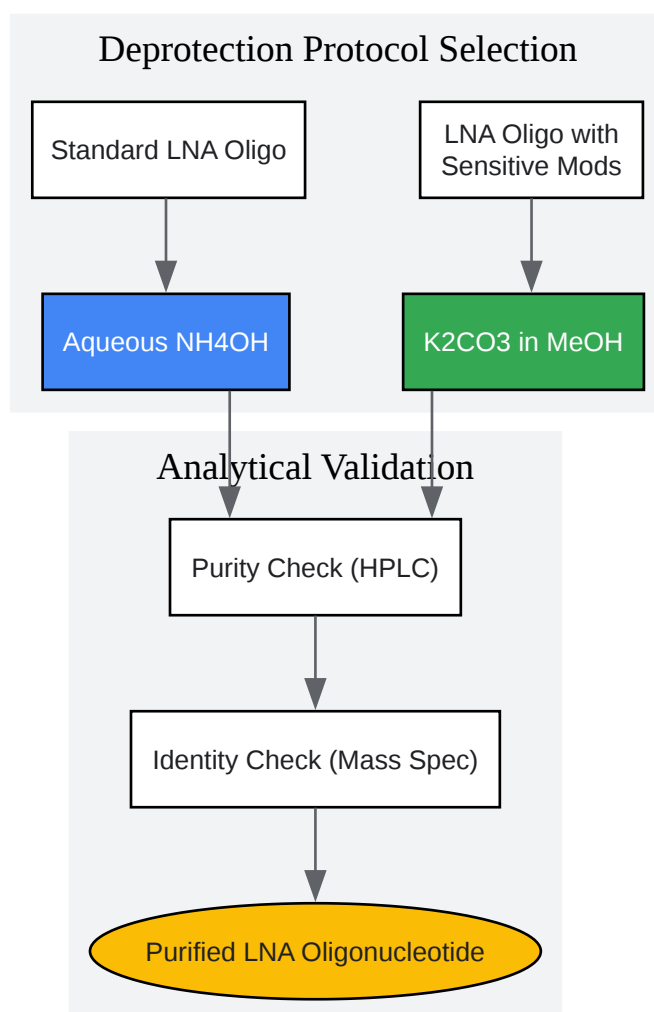 Deprotection Protocol Selection
Standard LNA Oligo
LNA Oligo with
Sensitive Mods
Aqueous NH4OH
K2CO3 in MeOH
Analytical Validation
Purity Check (HPLC)
Identity Check (Mass Spec)
Purified LNA Oligonucleotide